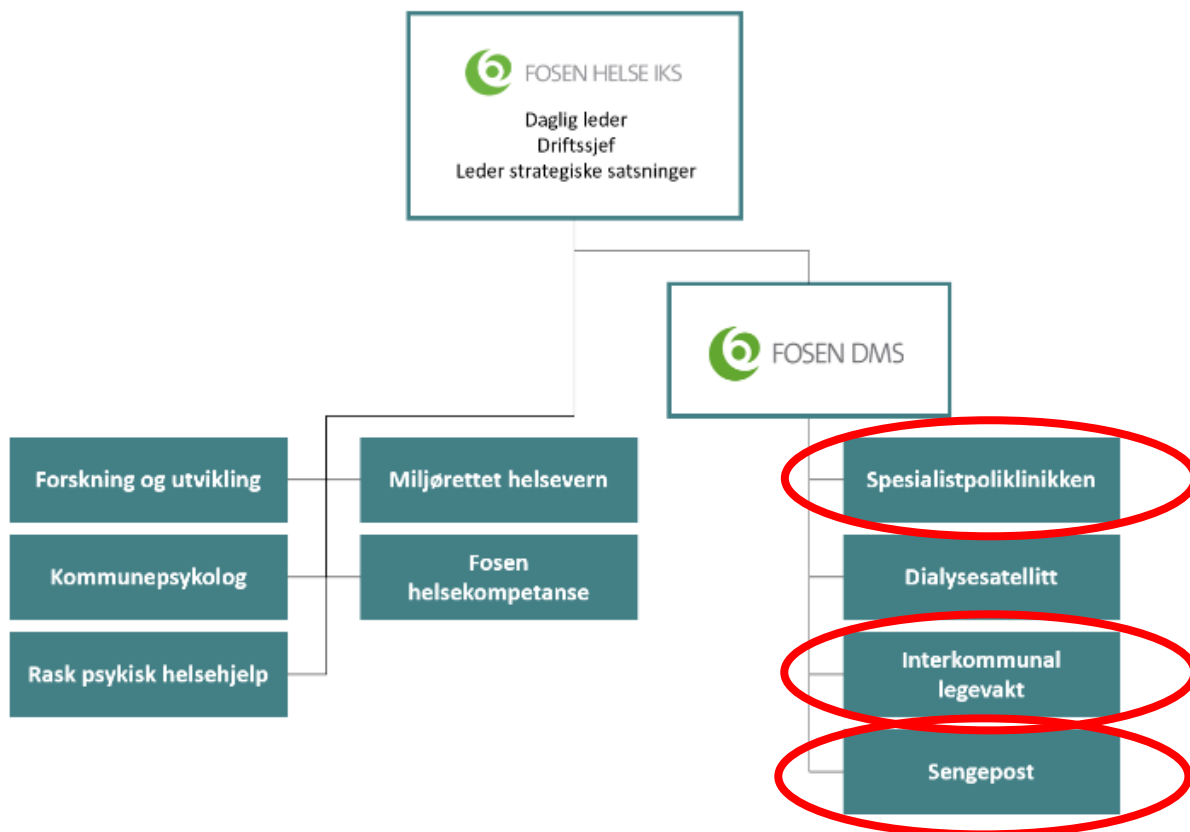 FOSEN HELSE IKS
Daglig leder
Driftssjef
Leder strategiske satsninger
FOSEN DMS
Forskning og utvikling
Miljørettet helsevern
Spesialistpoliklinikken
Kommunepsykolog
Fosen
helsekompetanse
Dialysesatellitt
Rask psykisk helsehjelp
Interkommunal
legevakt
Sengepost